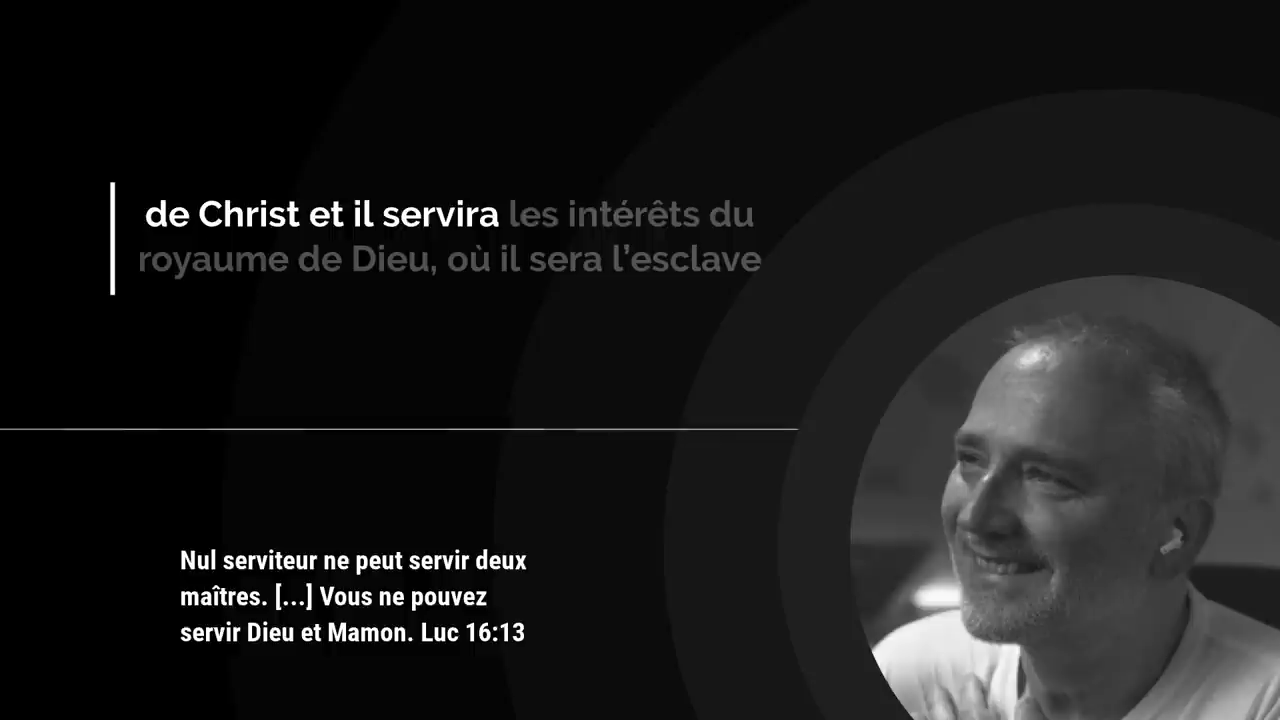 de Christ et il servira les intérêts du
royaume de Dieu, où il sera l’esclave
Nul serviteur ne peut servir deux
maîtres. [...] Vous ne pouvez
servir Dieu et Mamon. Luc 16:13